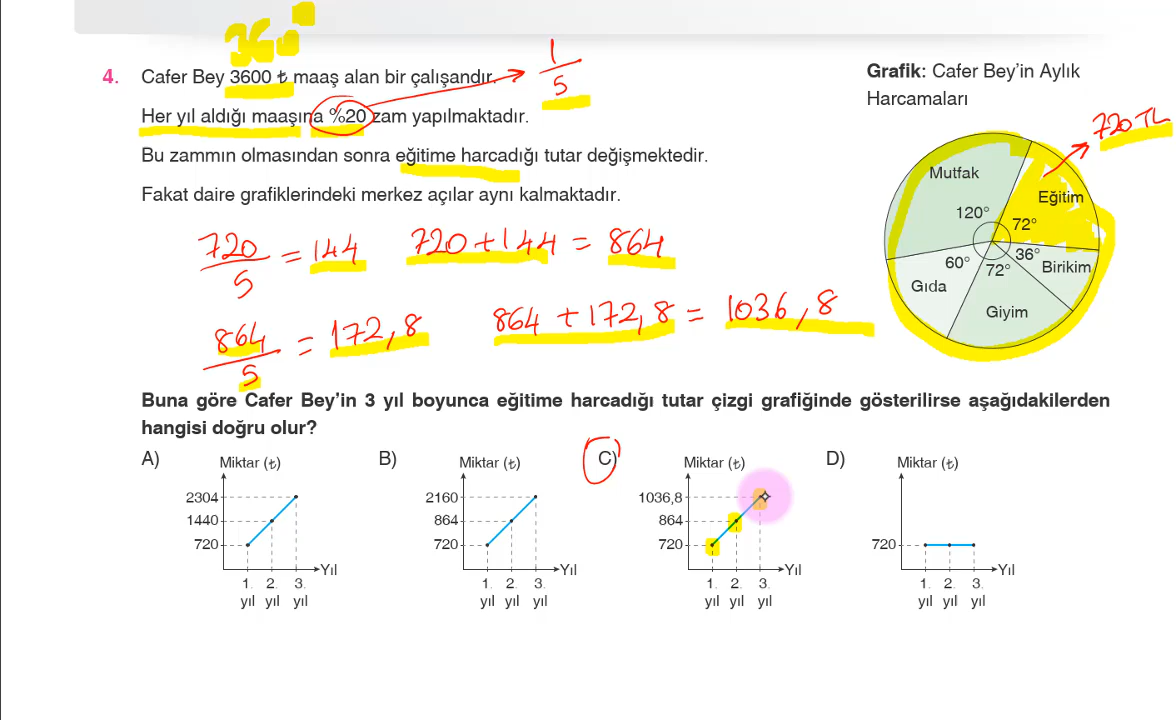 360
4. Cafer Bey 3600 ₺ maaş alan bir çalışandır.
1/5
Her yıl aldığı maaşına %20 zam yapılmaktadır.
Bu zammın olmasından sonra eğitime harcadığı tutar değişmektedir.
Fakat daire grafiklerindeki merkez açılar aynı kalmaktadır.
Grafik: Cafer Bey'in Aylık
Harcamaları
720 TL
Mutfak
Eğitim
120°
72°
60°
72°
36°
Birikim
Gıda
Giyim
720/5 = 144 720+144 = 864
864/5 = 172,8 864+172,8 = 1036,8
Buna göre Cafer Bey'in 3 yıl boyunca eğitime harcadığı tutar çizgi grafiğinde gösterilirse aşağıdakilerden
hangisi doğru olur?
A)
Miktar (₺)
2304
1440
720
Yıl
1. 2. 3.
yıl yıl yıl
B)
Miktar (₺)
2160
864
720
Yıl
1. 2. 3.
yıl yıl yıl
C)
Miktar (₺)
1036,8
864
720
Yıl
1. 2. 3.
yıl yıl yıl
D)
Miktar (₺)
720
Yıl
1. 2. 3.
yıl yıl yıl